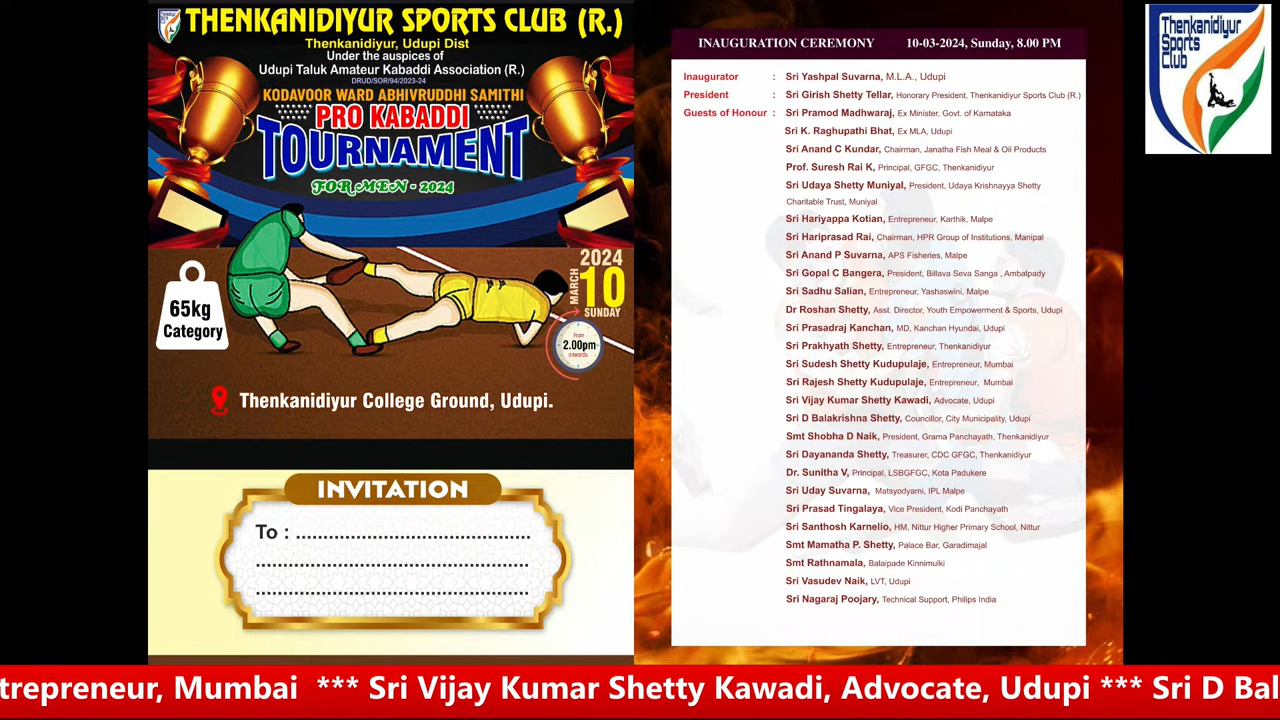 THENKANIDIYUR SPORTS CLUB (R.)
Thenkanidiyur, Udupi Dist
Under the auspices of
Udupi Taluk Amateur Kabaddi Association (R.)
DRUD/SOR/94/2023-24
KODAVOOR WARD ABHIVRUDDHI SAMITHI
PRO KABADDI
TOURNAMENT
FOR MEN - 2024
65kg
Category
2024
MARCH
10
SUNDAY
From
2.00pm
onwards
Thenkanidiyur College Ground, Udupi.
INVITATION
To : ........................................
..............................................
..............................................
INAUGURATION CEREMONY 10-03-2024, Sunday, 8.00 PM
Inaugurator : Sri Yashpal Suvarna, M.L.A., Udupi
President : Sri Girish Shetty Tellar, Honorary President, Thenkanidiyur Sports Club (R.)
Guests of Honour : Sri Pramod Madhwaraj, Ex Minister, Govt. of Karnataka
Sri K. Raghupathi Bhat, Ex MLA, Udupi
Sri Anand C Kundar, Chairman, Janatha Fish Meal & Oil Products
Prof. Suresh Rai K, Principal, GFGC, Thenkanidiyur
Sri Udaya Shetty Muniyal, President, Udaya Krishnayya Shetty
Charitable Trust, Muniyal
Sri Hariyappa Kotian, Entrepreneur, Karthik, Malpe
Sri Hariprasad Rai, Chairman, HPR Group of Institutions, Manipal
Sri Anand P Suvarna, APS Fisheries, Malpe
Sri Gopal C Bangera, President, Billava Seva Sanga , Ambalpady
Sri Sadhu Salian, Entrepreneur, Yashaswini, Malpe
Dr Roshan Shetty, Asst. Director, Youth Empowerment & Sports, Udupi
Sri Prasadraj Kanchan, MD, Kanchan Hyundai, Udupi
Sri Prakhyath Shetty, Entrepreneur, Thenkanidiyur
Sri Sudesh Shetty Kudupulaje, Entrepreneur, Mumbai
Sri Rajesh Shetty Kudupulaje, Entrepreneur, Mumbai
Sri Vijay Kumar Shetty Kawadi, Advocate, Udupi
Sri D Balakrishna Shetty, Councillor, City Municipality, Udupi
Smt Shobha D Naik, President, Grama Panchayath, Thenkanidiyur
Sri Dayananda Shetty, Treasurer, CDC GFGC, Thenkanidiyur
Dr. Sunitha V, Principal, LSBGFGC, Kota Padukere
Sri Uday Suvarna, Matsyodyami, IPL Malpe
Sri Prasad Tingalaya, Vice President, Kodi Panchayath
Sri Santhosh Karnelio, HM, Nittur Higher Primary School, Nittur
Smt Mamatha P. Shetty, Palace Bar, Garadimajal
Smt Rathnamala, Balaipade Kinnimulki
Sri Vasudev Naik, LVT, Udupi
Sri Nagaraj Poojary, Technical Support, Philips India
Thenkanidiyur
Sports
Club
trepreneur, Mumbai *** Sri Vijay Kumar Shetty Kawadi, Advocate, Udupi *** Sri D Bal